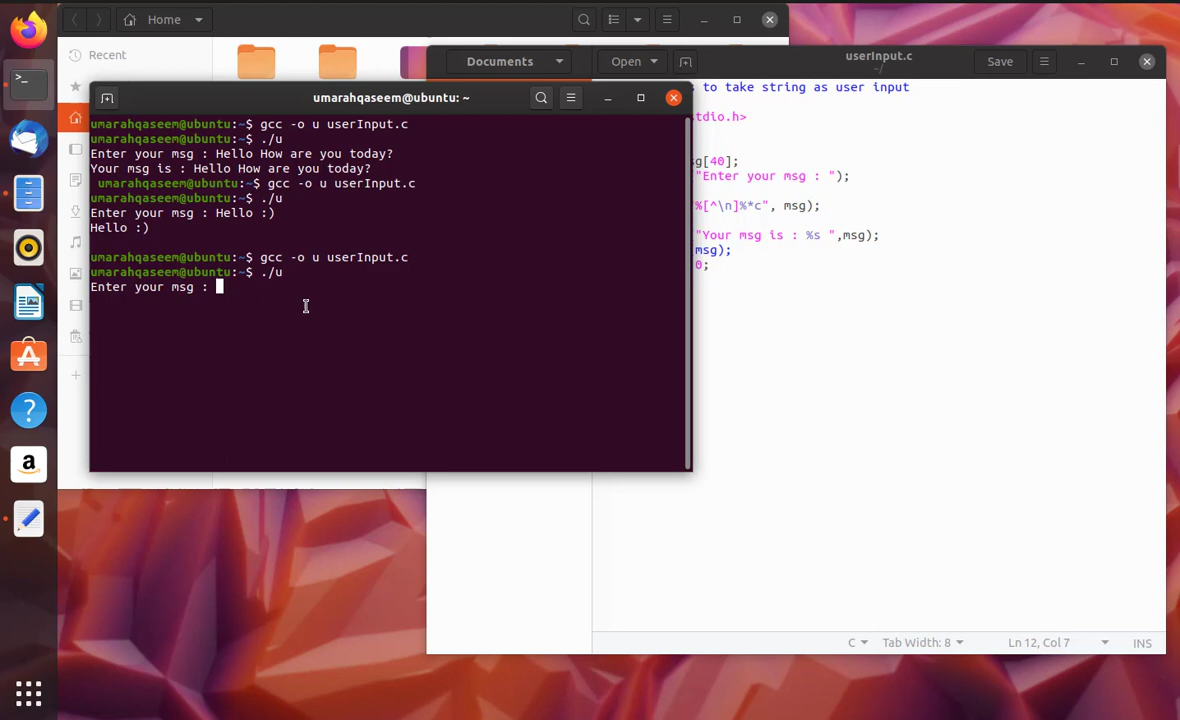 Home
Recent
Documents
Open
userInput.c
~/
Save
umarahqaseem@ubuntu: ~
umarahqaseem@ubuntu:~$ gcc -o u userInput.c
umarahqaseem@ubuntu:~$ ./u
Enter your msg : Hello How are you today?
Your msg is : Hello How are you today?
umarahqaseem@ubuntu:~$ gcc -o u userInput.c
umarahqaseem@ubuntu:~$ ./u
Enter your msg : Hello :)
Hello :)
umarahqaseem@ubuntu:~$ gcc -o u userInput.c
umarahqaseem@ubuntu:~$ ./u
Enter your msg :
s to take string as user input
tdio.h>
sg[40];
"Enter your msg : ");
%[^\n]%*c", msg);
"Your msg is : %s ",msg);
msg);
0;
C
Tab Width: 8
Ln 12, Col 7
INS